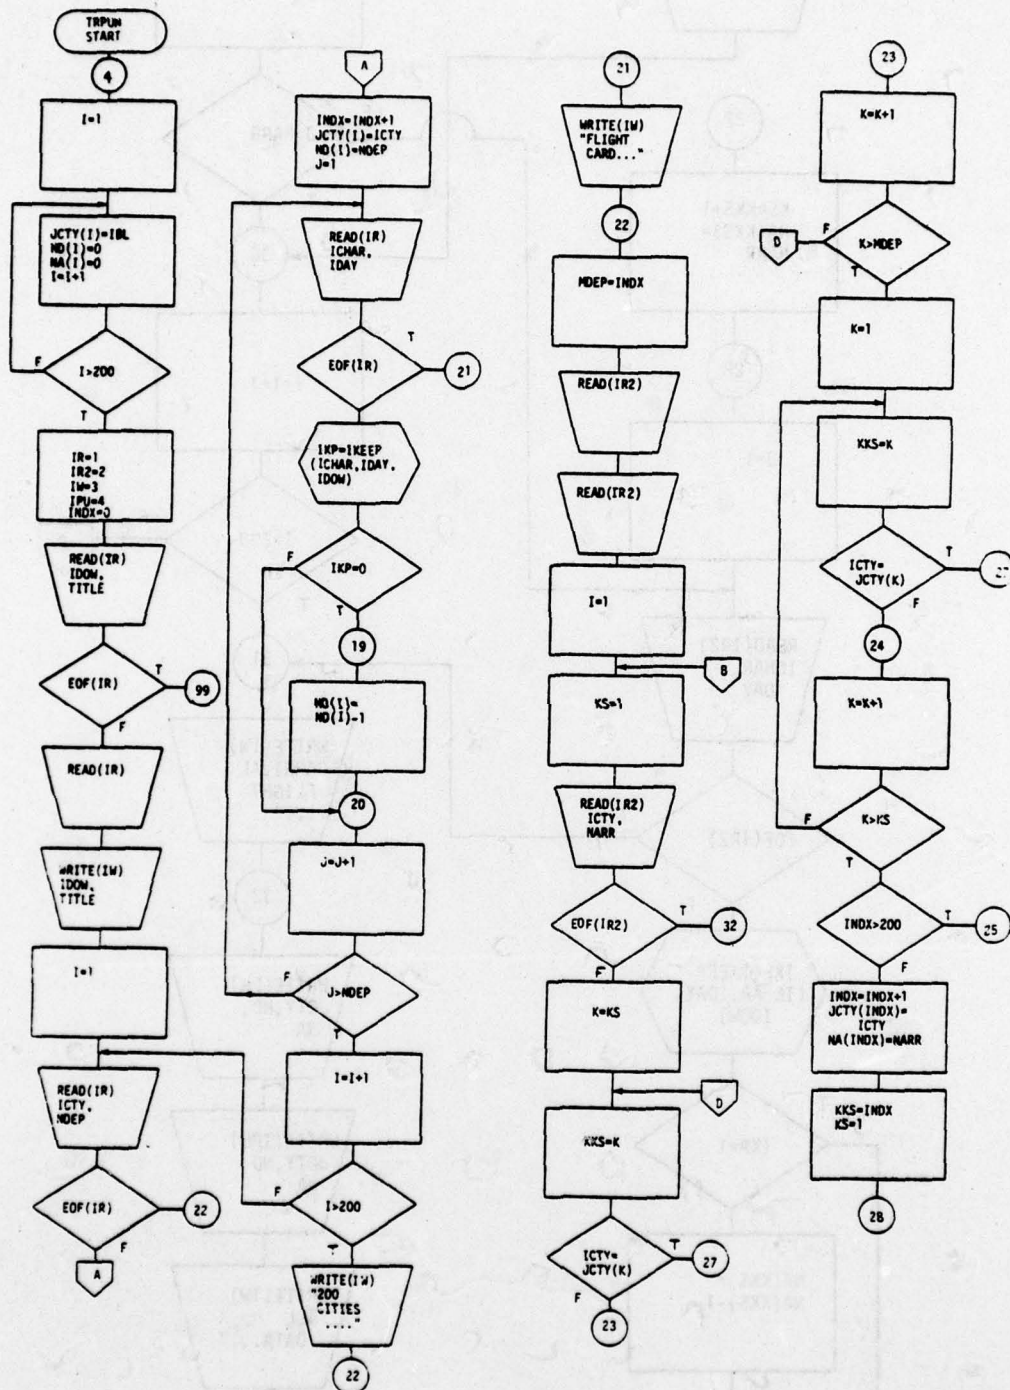 TRPUN
START
4
I=1
JCTY(I)=IBL
ND(I)=0
NA(I)=0
I=I+1
F
I>200
T
IR=1
IR2=2
IW=3
IPU=4
INDX=0
READ(IR)
IDOW,
TITLE
EOF(IR)
T
99
F
READ(IR)
WRITE(IW)
IDOW,
TITLE
I=1
READ(IR)
ICTY,
NDEP
EOF(IR)
22
F
A
A
INDX=INDX+1
JCTY(I)=ICTY
ND(I)=NDEP
J=1
READ(IR)
ICHAR,
IDAY
T
EOF(IR)
21
IKP=IKEEP
(ICHAR,IDAY,
IDOW)
F
IKP=0
T
19
ND(I)=
ND(I)-1
20
J=J+1
F
J>NDEP
T
I=I+1
F
I>200
T
WRITE(IW)
"200
CITIES
...."
22
21
WRITE(IW)
"FLIGHT
CARD..."
22
MDEP=INDX
READ(IR2)
READ(IR2)
I=1
B
KS=1
READ(IR2)
ICTY,
NARR
EOF(IR2)
T
32
F
K=KS
D
KKS=K
ICTY=
JCTY(K)
T
27
F
23
23
K=K+1
F
K>MDEP
D
T
K=1
KKS=K
ICTY=
JCTY(K)
T
27
F
24
K=K+1
F
K>KS
T
INDX>200
T
25
F
INDX=INDX+1
JCTY(INDX)=
ICTY
NA(INDX)=NARR
KKS=INDX
KS=1
28